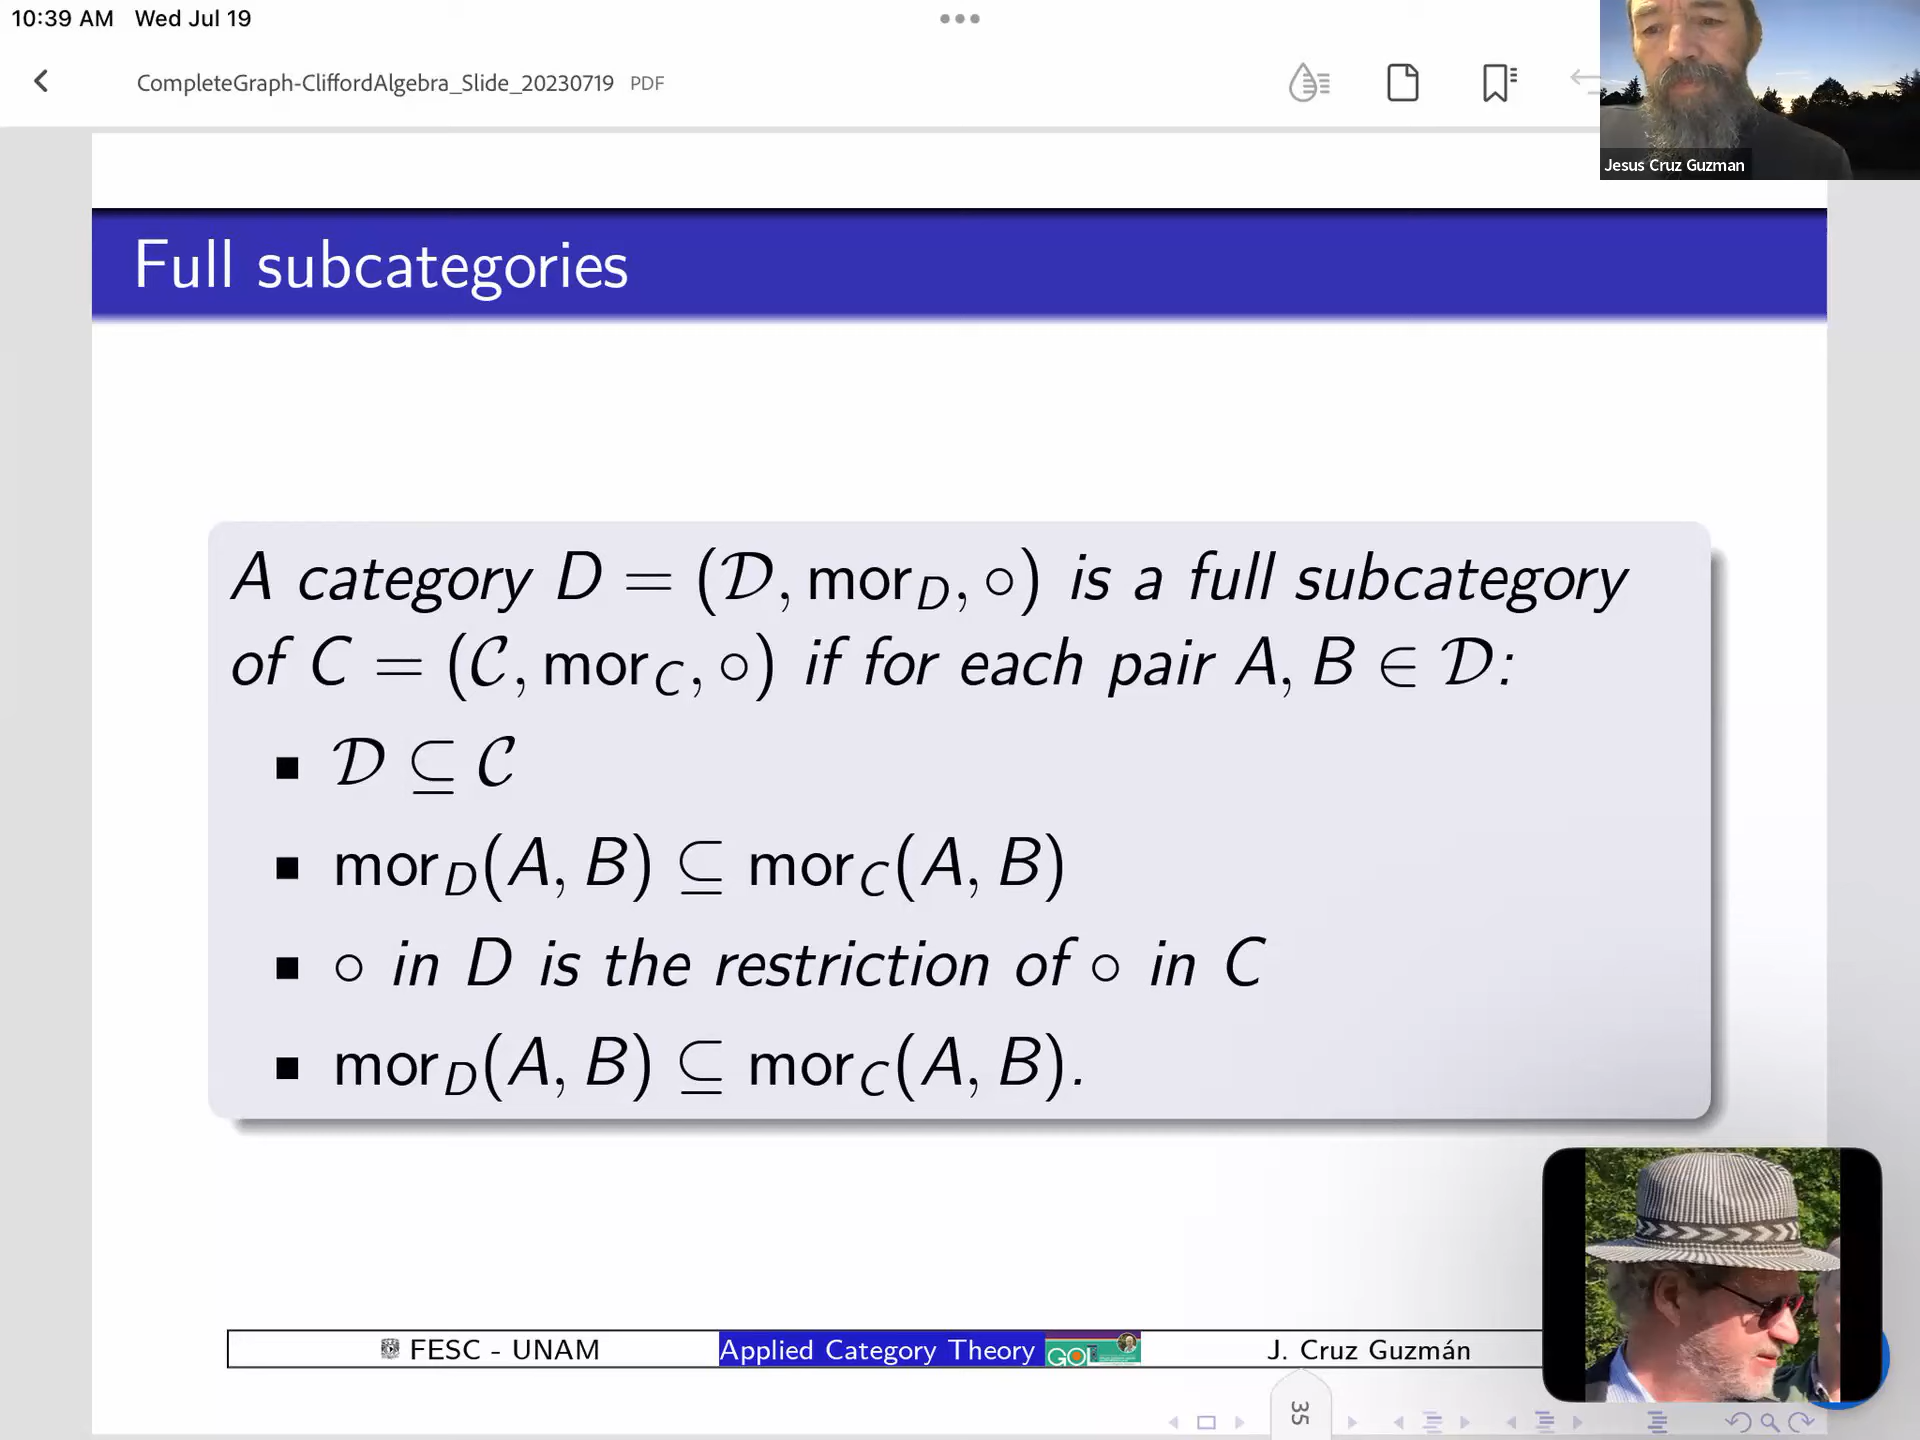 10:39 AM Wed Jul 19
CompleteGraph-CliffordAlgebra_Slide_20230719 PDF
Jesus Cruz Guzman
Full subcategories
A category D = (𝒟, mor_D, ∘) is a full subcategory
of C = (𝒞, mor_C, ∘) if for each pair A, B ∈ 𝒟:
■ 𝒟 ⊆ 𝒞
■ mor_D(A, B) ⊆ mor_C(A, B)
■ ∘ in D is the restriction of ∘ in C
■ mor_D(A, B) ⊆ mor_C(A, B).
FESC - UNAM Applied Category Theory GOL J. Cruz Guzmán
35